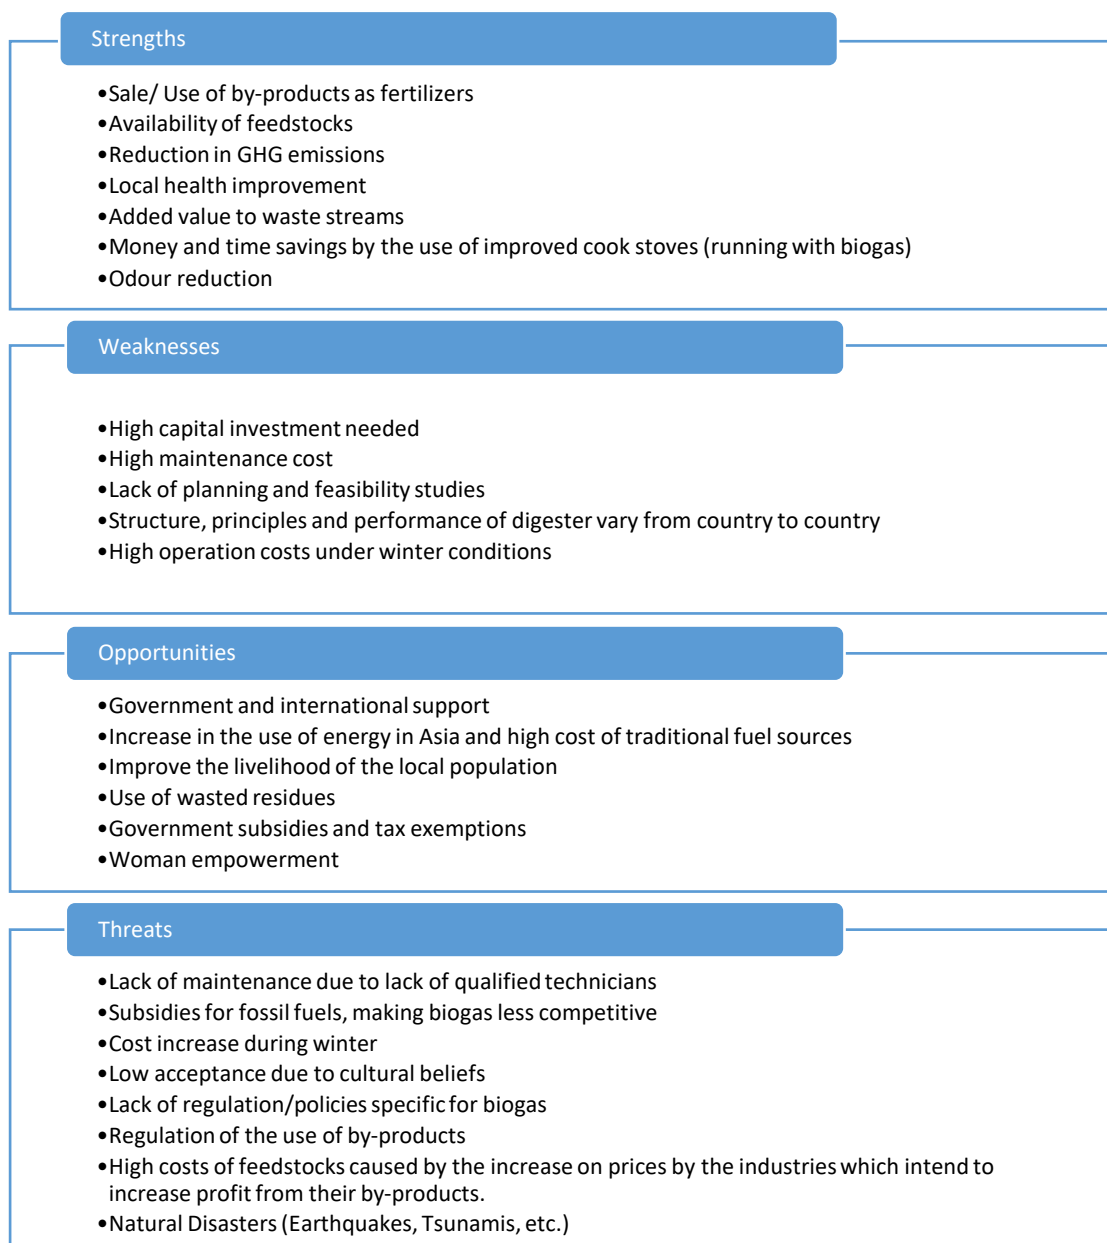 Strengths
•Sale/ Use of by-products as fertilizers
•Availability of feedstocks
•Reduction in GHG emissions
•Local health improvement
•Added value to waste streams
•Money and time savings by the use of improved cook stoves (running with biogas)
•Odour reduction
Weaknesses
•High capital investment needed
•High maintenance cost
•Lack of planning and feasibility studies
•Structure, principles and performance of digester vary from country to country
•High operation costs under winter conditions
Opportunities
•Government and international support
•Increase in the use of energy in Asia and high cost of traditional fuel sources
•Improve the livelihood of the local population
•Use of wasted residues
•Government subsidies and tax exemptions
•Woman empowerment
Threats
•Lack of maintenance due to lack of qualified technicians
•Subsidies for fossil fuels, making biogas less competitive
•Cost increase during winter
•Low acceptance due to cultural beliefs
•Lack of regulation/policies specific for biogas
•Regulation of the use of by-products
•High costs of feedstocks caused by the increase on prices by the industries which intend to
increase profit from their by-products.
•Natural Disasters (Earthquakes, Tsunamis, etc.)